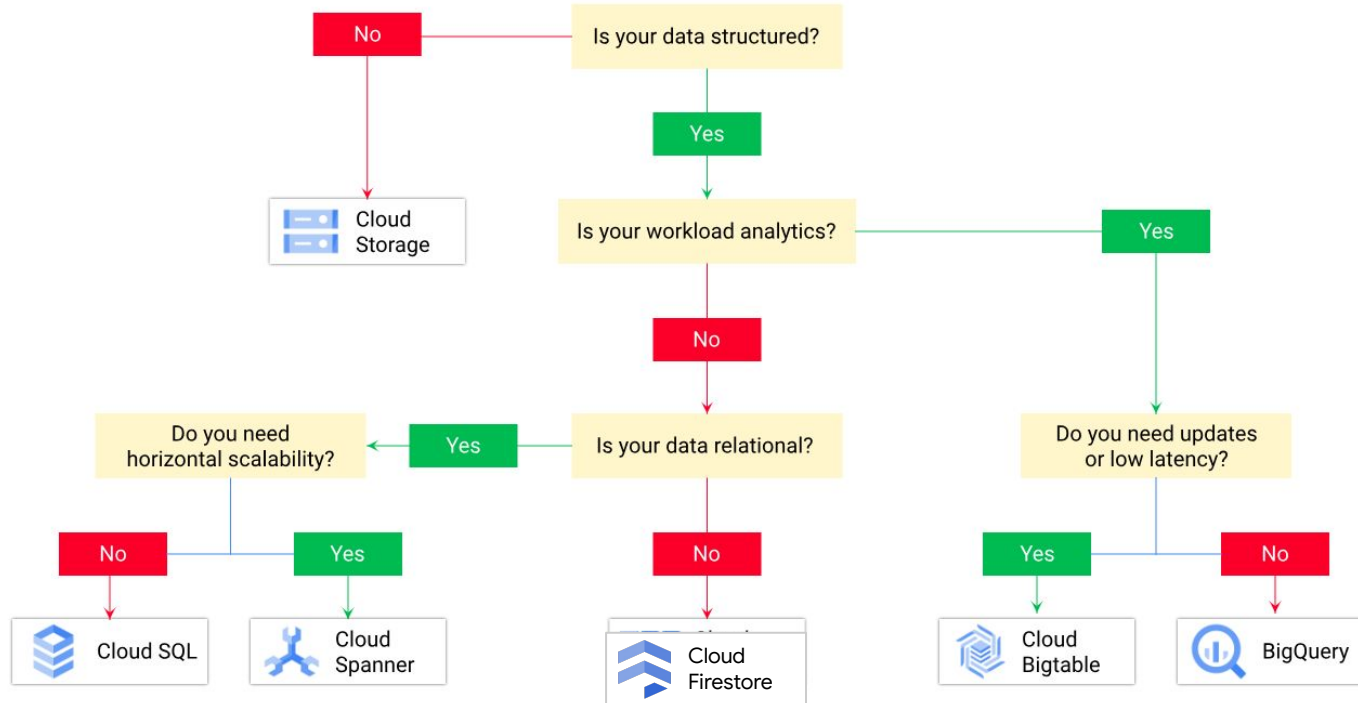 No
Is your data structured?
Yes
Cloud
Storage
Is your workload analytics?
Yes
No
Do you need
horizontal scalability?
Yes
Is your data relational?
Do you need updates
or low latency?
No
Yes
No
Yes
No
Cloud SQL
Cloud
Spanner
Cloud
Firestore
Cloud
Bigtable
BigQuery